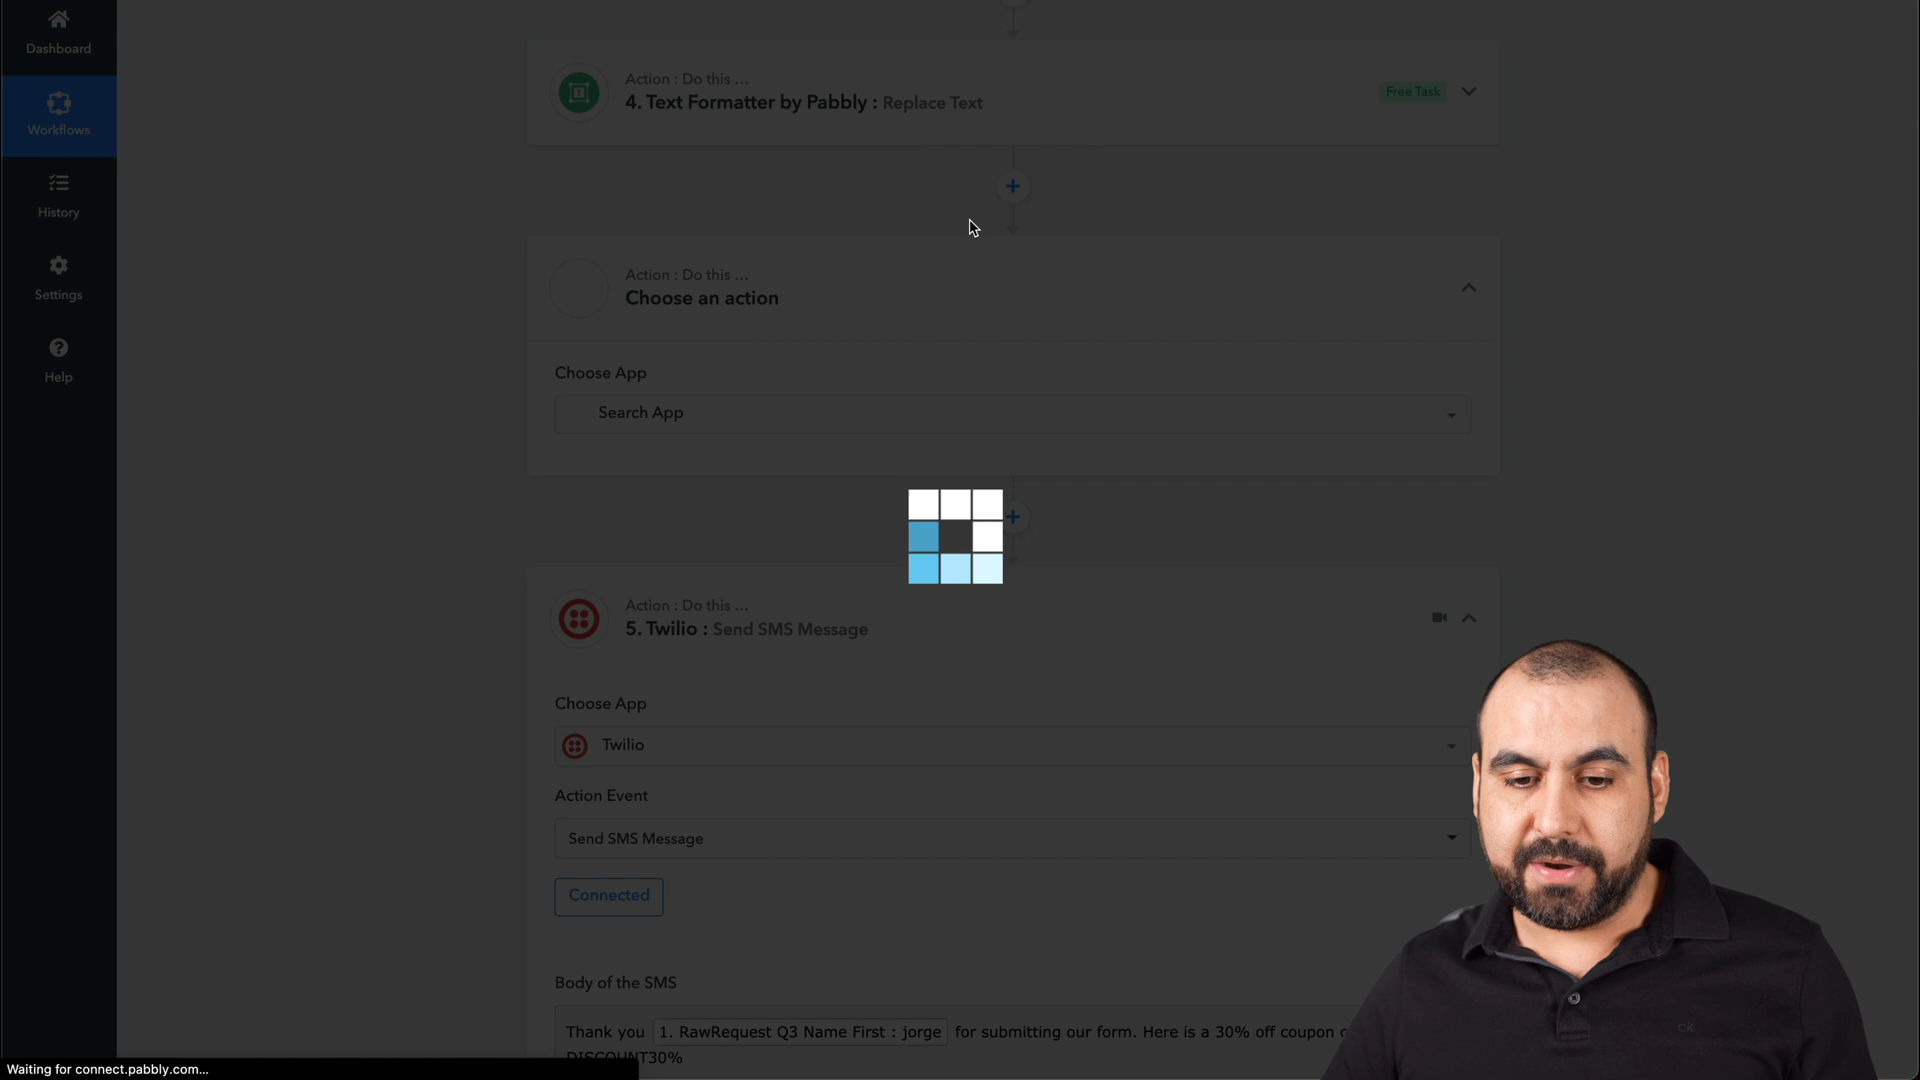 Dashboard
Workflows
History
Settings
Help
Action : Do this ...
4. Text Formatter by Pabbly : Replace Text
Free Task
Action : Do this ...
Choose an action
Choose App
Search App
Action : Do this ...
5. Twilio : Send SMS Message
Choose App
Twilio
Action Event
Send SMS Message
Connected
Body of the SMS
Thank you 1. RawRequest Q3 Name First : jorge for submitting our form. Here is a 30% off coupon
DISCOUNT30%
Waiting for connect.pabbly.com...